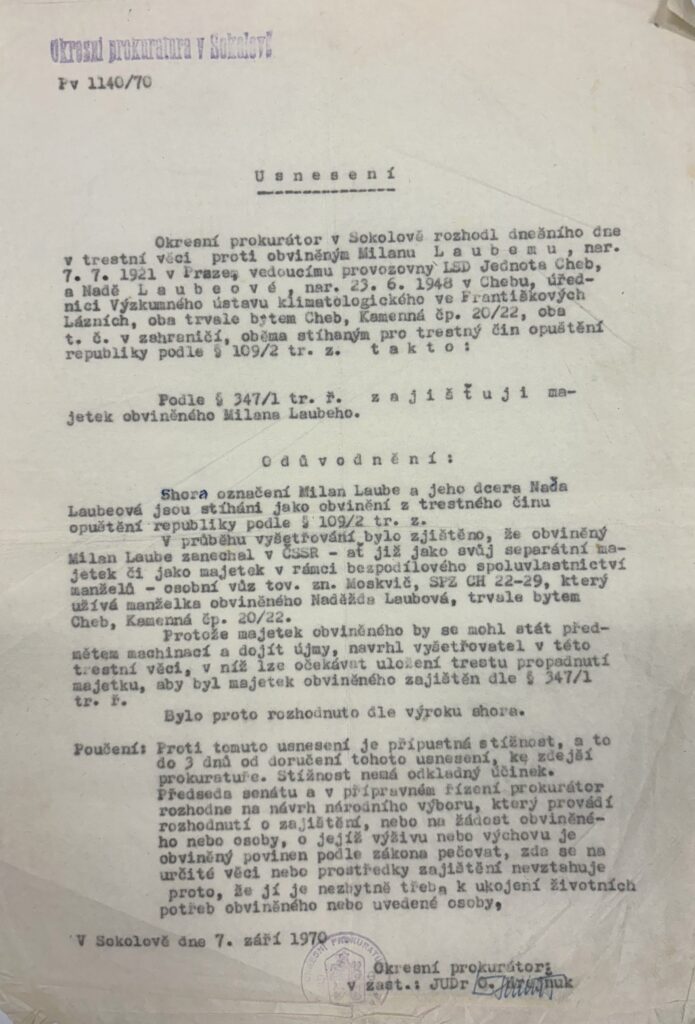 Okresní prokuratura v Sokolově
Pv 1140/70
U s n e s e n í
Okresní prokurátor v Sokolově rozhodl dnešního dne
v trestní věci proti obviněným Milanu L a u b e m u , nar.
7. 7. 1921 v Praze, vedoucímu provozovny LSD Jednota Cheb,
a Nadě L a u b e o v é , nar. 23. 6. 1948 v Chebu, úřed-
nici Výzkumného ústavu klimatologického ve Františkových
Lázních, oba trvale bytem Cheb, Kamenná čp. 20/22, oba
t. č. v zahraničí, oběma stíhaným pro trestný čin opuštění
republiky podle § 109/2 tr. z. t a k t o :
Podle § 347/1 tr. ř. z a j i š ť u j i ma-
jetek obviněného Milana Laubeho.
O d ů v o d n ě n í :
Shora označení Milan Laube a jeho dcera Naďa
Laubeová jsou stíháni jako obvinění z trestného činu
opuštění republiky podle § 109/2 tr. z.
V průběhu vyšetřování bylo zjištěno, že obviněný
Milan Laube zanechal v ČSSR - ať již jako svůj separátní ma-
jetek či jako majetek v rámci bezpodílového spoluvlastnictví
manželů - osobní vůz tov. zn. Moskvič, SPZ CH 22-29, který
užívá manželka obviněného Naděžda Laubová, trvale bytem
Cheb, Kamenná čp. 20/22.
Protože majetek obviněného by se mohl stát před-
mětem machinací a dojít újmy, navrhl vyšetřovatel v této
trestní věci, v níž lze očekávat uložení trestu propadnutí
majetku, aby byl majetek obviněného zajištěn dle § 347/1
tr. ř.
Bylo proto rozhodnuto dle výroku shora.
Poučení: Proti tomuto usnesení je přípustná stížnost, a to
do 3 dnů od doručení tohoto usnesení, ke zdejší
prokuratuře. Stížnost nemá odkladný účinek.
Předseda senátu a v přípravném řízení prokurátor
rozhodne na návrh národního výboru, který provádí
rozhodnutí o zajištění, nebo na žádost obviněné-
ho nebo osoby, o jejíž výživu nebo výchovu je
obviněný povinen podle zákona pečovat, zda se na
určité věci nebo prostředky zajištění nevztahuje
proto, že jí je nezbytně třeba k ukojení životních
potřeb obviněného nebo uvedené osoby,
V Sokolově dne 7. září 1970
Okresní prokurátor:
v zast.: JUDr O.